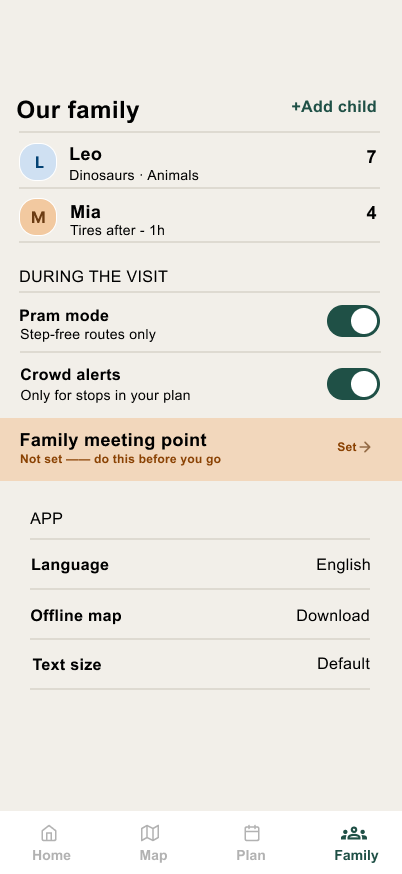 Our family
+Add child
L
Leo
7
Dinosaurs · Animals
M
Mia
4
Tires after - 1h
DURING THE VISIT
Pram mode
Step-free routes only
Crowd alerts
Only for stops in your plan
Family meeting point
Not set —— do this before you go
Set→
APP
Language
English
Offline map
Download
Text size
Default
Home
Map
Plan
Family